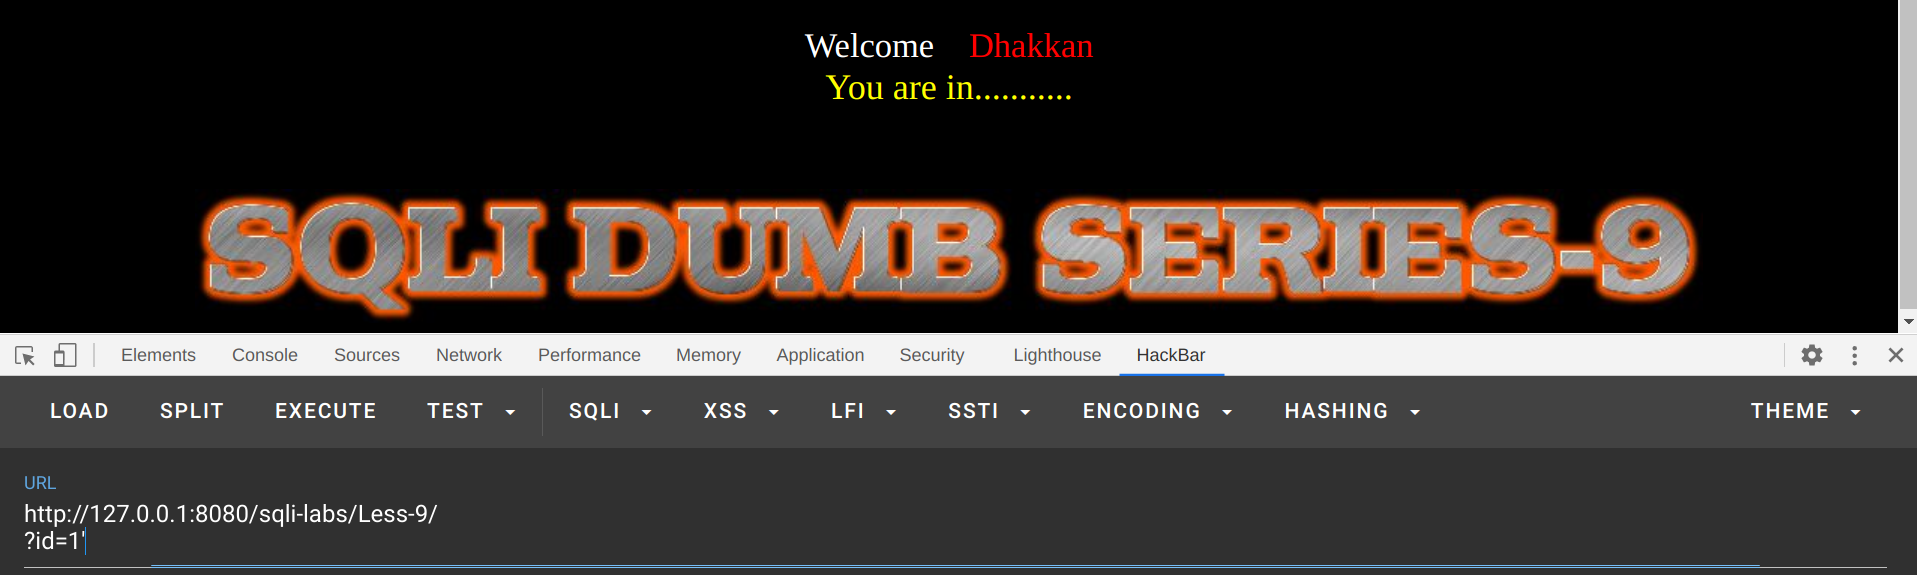 Welcome Dhakkan
You are in...........
SQLI DUMB SERIES-9
Elements Console Sources Network Performance Memory Application Security Lighthouse HackBar
LOAD SPLIT EXECUTE TEST SQLI XSS LFI SSTI ENCODING HASHING THEME
URL
http://127.0.0.1:8080/sqli-labs/Less-9/
?id=1'